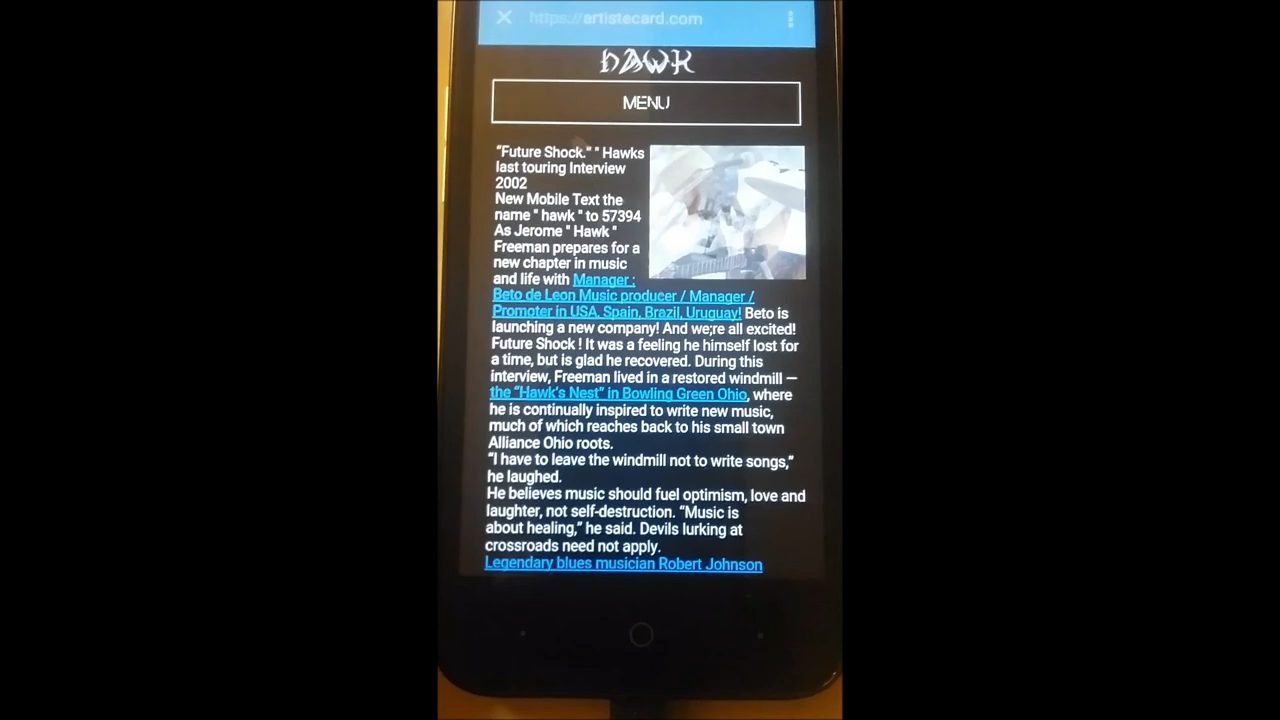 https://artistecard.com
hAWK
MENU
"Future Shock." " Hawks
last touring Interview
2002
New Mobile Text the
name " hawk " to 57394
As Jerome " Hawk "
Freeman prepares for a
new chapter in music
and life with Manager :
Beto de Leon Music producer / Manager /
Promoter in USA, Spain, Brazil, Uruguay! Beto is
launching a new company! And we;re all excited!
Future Shock ! It was a feeling he himself lost for
a time, but is glad he recovered. During this
interview, Freeman lived in a restored windmill —
the "Hawk's Nest" in Bowling Green Ohio, where
he is continually inspired to write new music,
much of which reaches back to his small town
Alliance Ohio roots.
"I have to leave the windmill not to write songs,"
he laughed.
He believes music should fuel optimism, love and
laughter, not self-destruction. "Music is
about healing," he said. Devils lurking at
crossroads need not apply.
Legendary blues musician Robert Johnson